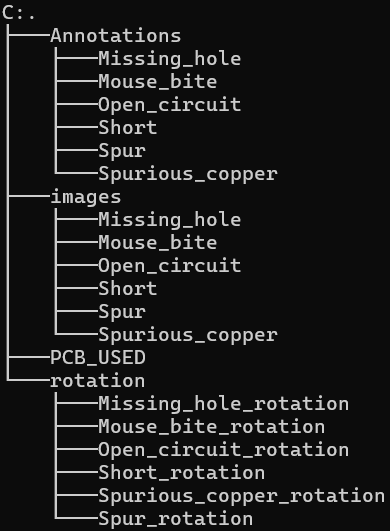 C:.
├───Annotations
│   ├───Missing_hole
│   ├───Mouse_bite
│   ├───Open_circuit
│   ├───Short
│   ├───Spur
│   └───Spurious_copper
├───images
│   ├───Missing_hole
│   ├───Mouse_bite
│   ├───Open_circuit
│   ├───Short
│   ├───Spur
│   └───Spurious_copper
├───PCB_USED
└───rotation
    ├───Missing_hole_rotation
    ├───Mouse_bite_rotation
    ├───Open_circuit_rotation
    ├───Short_rotation
    ├───Spurious_copper_rotation
    └───Spur_rotation